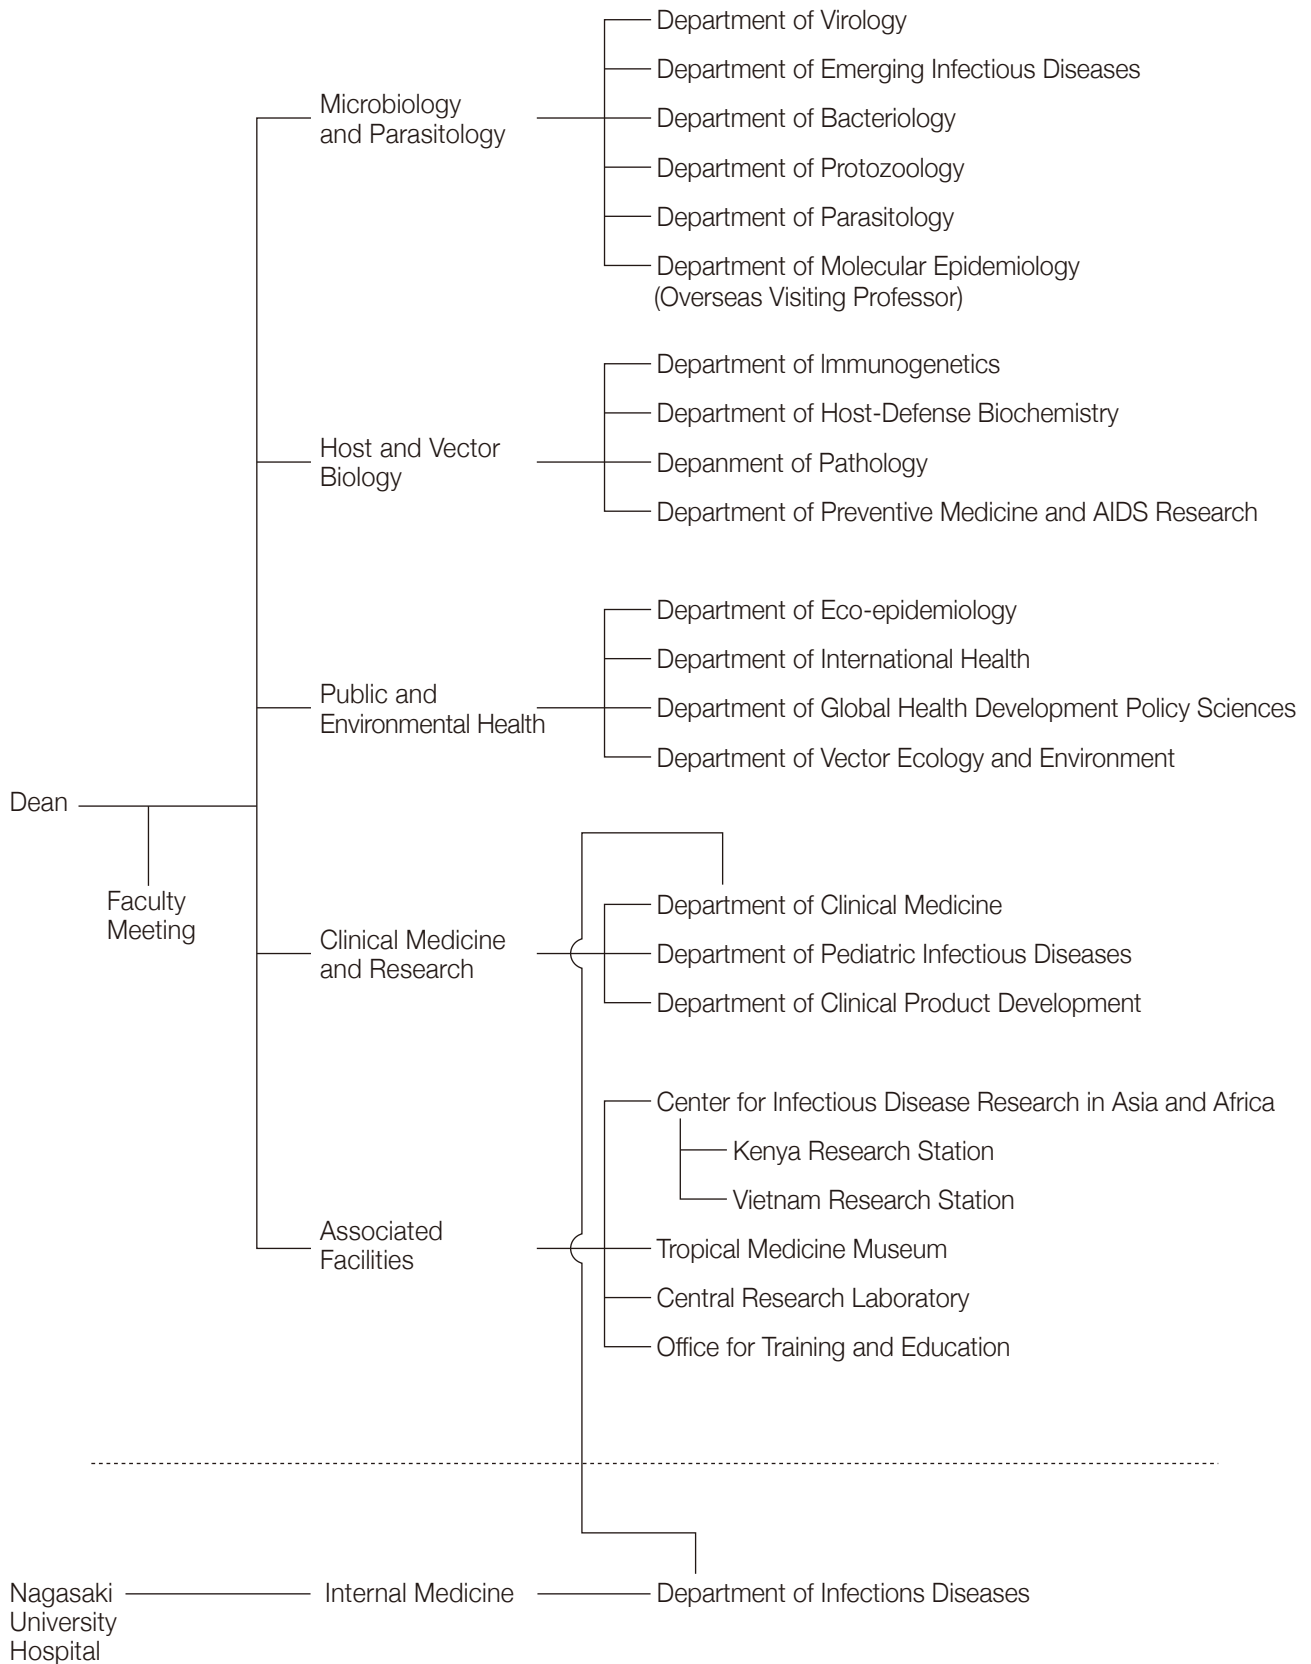 Department of Virology
Department of Emerging Infectious Diseases
Microbiology
and Parasitology
Department of Bacteriology
Department of Protozoology
Department of Parasitology
Department of Molecular Epidemiology
(Overseas Visiting Professor)
Department of Immunogenetics
Department of Host-Defense Biochemistry
Host and Vector
Biology
Depanment of Pathology
Department of Preventive Medicine and AIDS Research
Department of Eco-epidemiology
Department of International Health
Public and
Environmental Health
Department of Global Health Development Policy Sciences
Department of Vector Ecology and Environment
Dean
Faculty
Meeting
Department of Clinical Medicine
Clinical Medicine
and Research
Department of Pediatric Infectious Diseases
Department of Clinical Product Development
Center for Infectious Disease Research in Asia and Africa
Kenya Research Station
Vietnam Research Station
Associated
Facilities
Tropical Medicine Museum
Central Research Laboratory
Office for Training and Education
Nagasaki
University
Hospital
Internal Medicine
Department of Infections Diseases